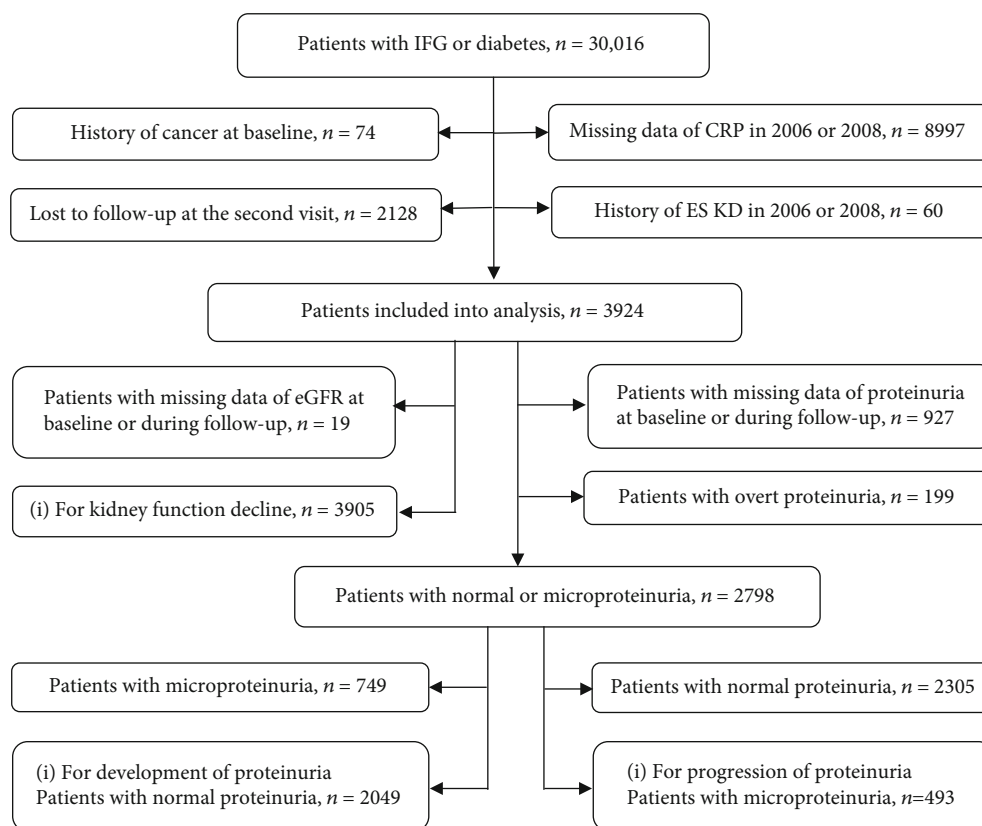 Patients with IFG or diabetes, n = 30,016
History of cancer at baseline, n = 74
Missing data of CRP in 2006 or 2008, n = 8997
Lost to follow-up at the second visit, n = 2128
History of ES KD in 2006 or 2008, n = 60
Patients included into analysis, n = 3924
Patients with missing data of eGFR at
baseline or during follow-up, n = 19
Patients with missing data of proteinuria
at baseline or during follow-up, n = 927
(i) For kidney function decline, n = 3905
Patients with overt proteinuria, n = 199
Patients with normal or microproteinuria, n = 2798
Patients with microproteinuria, n = 749
Patients with normal proteinuria, n = 2305
(i) For development of proteinuria
Patients with normal proteinuria, n = 2049
(i) For progression of proteinuria
Patients with microproteinuria, n=493